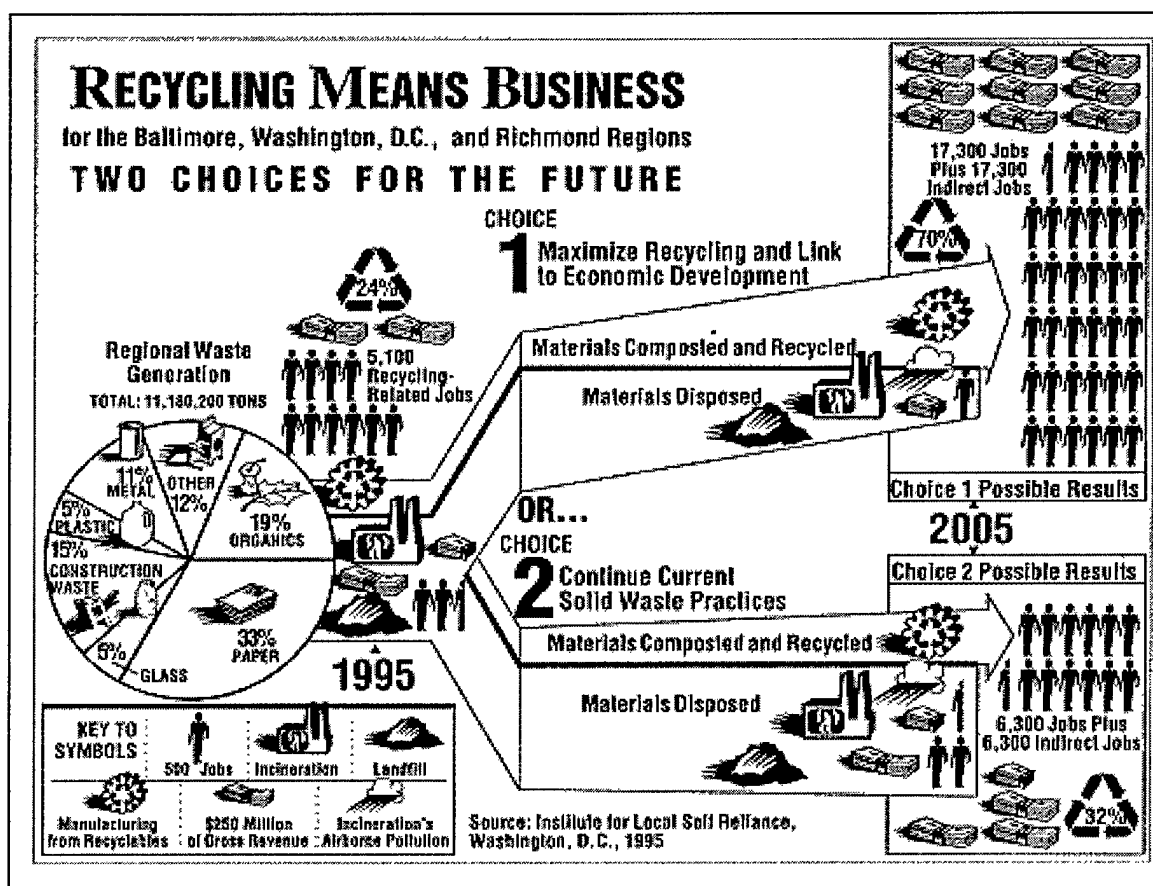 RECYCLING MEANS BUSINESS
for the Baltimore, Washington, D.C., and Richmond Regions
TWO CHOICES FOR THE FUTURE
17,300 Jobs
Plus 17,300
Indirect Jobs
70%
CHOICE
1 Maximize Recycling and Link
to Economic Development
24%
5,100
Recycling-
Related Jobs
Regional Waste
Generation
TOTAL: 11,180,200 TONS
Materials Composted and Recycled
Materials Disposed
11%
METAL
OTHER
12%
5%
PLASTIC
19%
ORGANICS
15%
CONSTRUCTION
WASTE
33%
PAPER
5%
GLASS
1995
Choice 1 Possible Results
2005
Choice 2 Possible Results
OR...
CHOICE
2 Continue Current
Solid Waste Practices
Materials Composted and Recycled
Materials Disposed
6,300 Jobs Plus
6,300 Indirect Jobs
32%
KEY TO
SYMBOLS
500 Jobs
Incineration
Landfill
Manufacturing
from Recyclables
$250 Million
of Gross Revenue
Incineration's
Airborne Pollution
Source: Institute for Local Self Reliance,
Washington, D.C., 1995